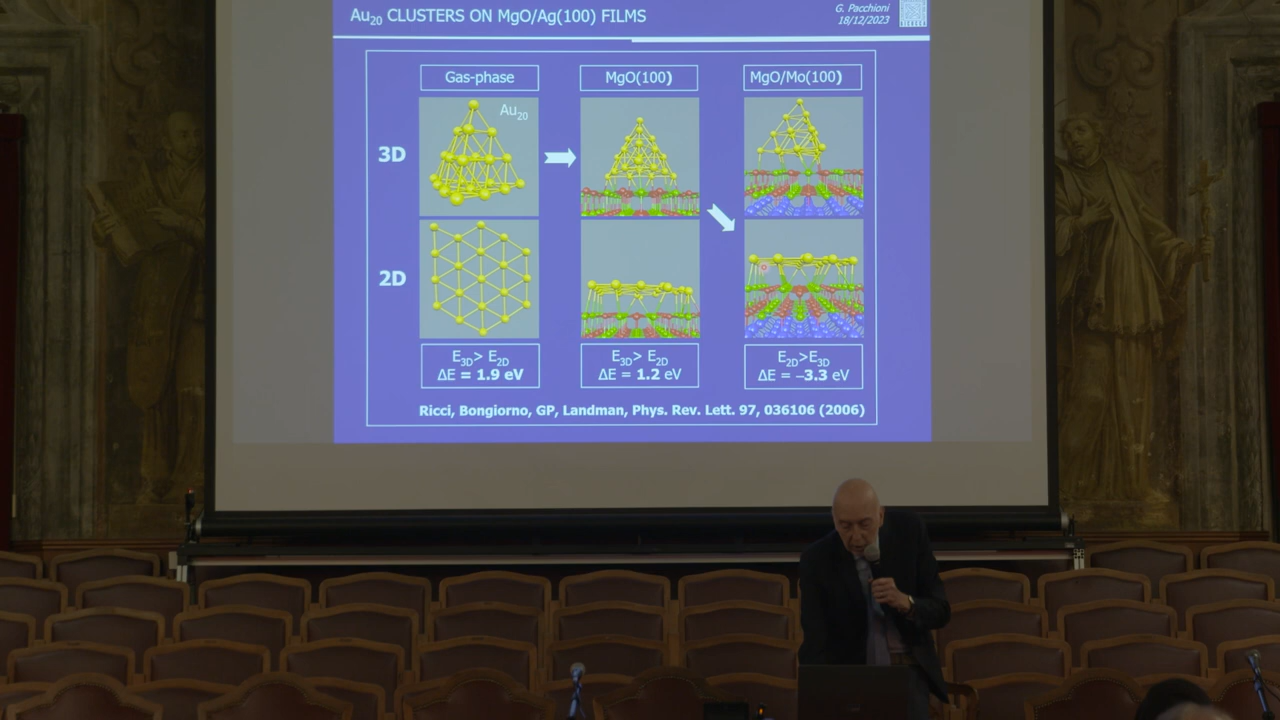 Au₂₀ CLUSTERS ON MgO/Ag(100) FILMS
G. Pacchioni
18/12/2023
Gas-phase
MgO(100)
MgO/Mo(100)
3D
Au₂₀
2D
E₃D> E₂D
ΔE = 1.9 eV
E₃D> E₂D
ΔE = 1.2 eV
E₂D>E₃D
ΔE = −3.3 eV
Ricci, Bongiorno, GP, Landman, Phys. Rev. Lett. 97, 036106 (2006)